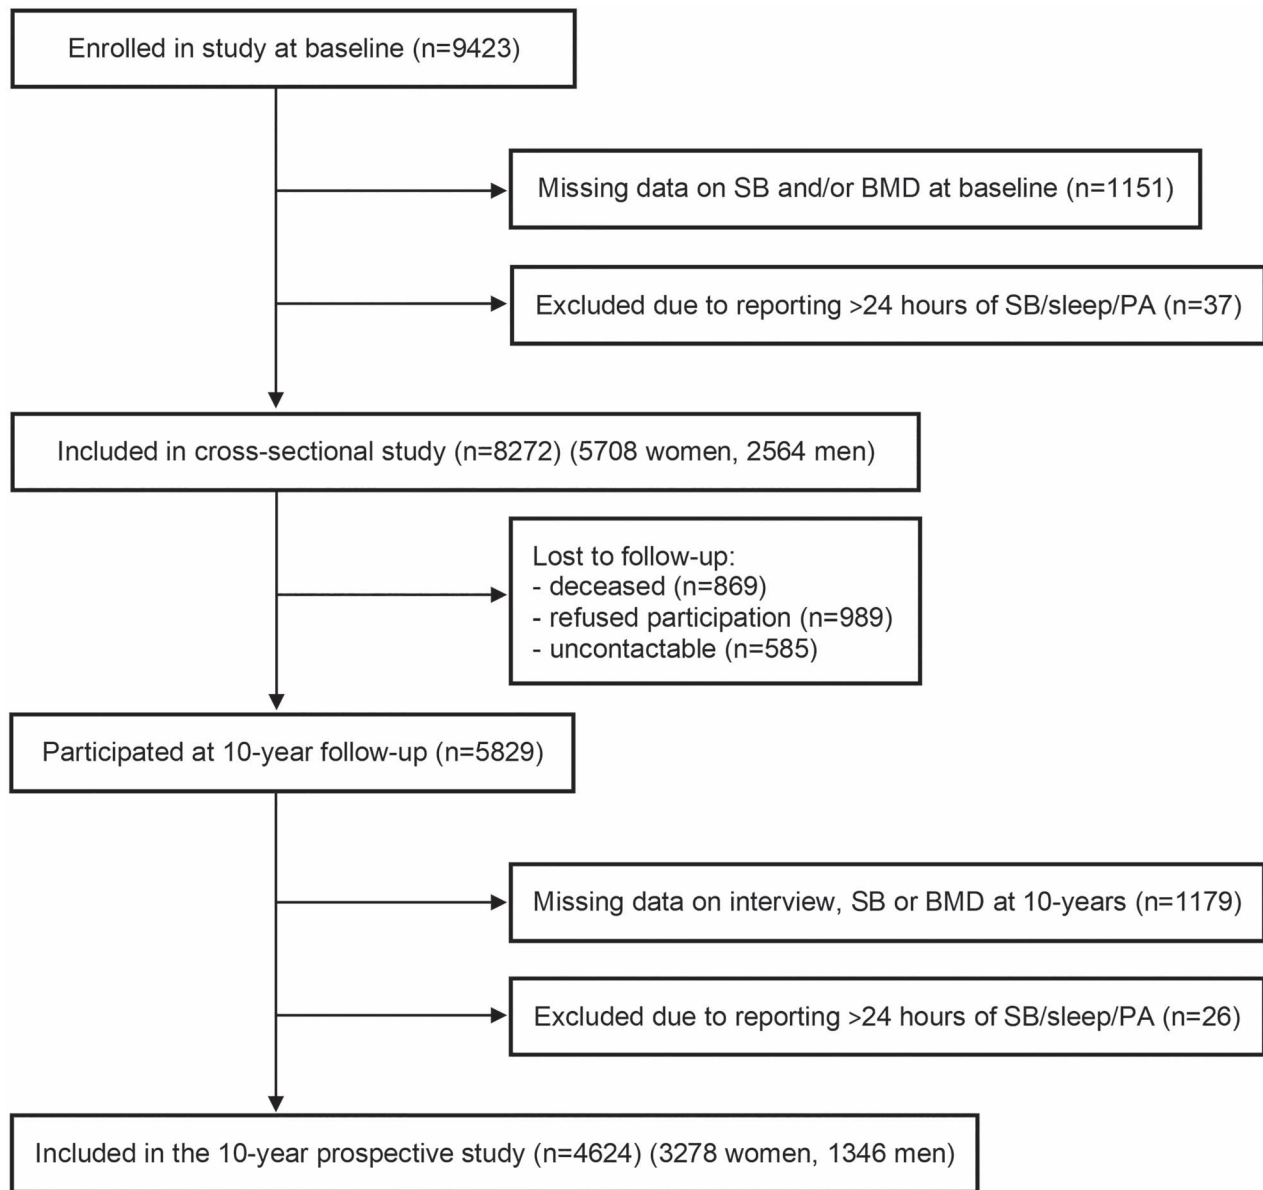 Enrolled in study at baseline (n=9423)
Missing data on SB and/or BMD at baseline (n=1151)
Excluded due to reporting >24 hours of SB/sleep/PA (n=37)
Included in cross-sectional study (n=8272) (5708 women, 2564 men)
Lost to follow-up:
- deceased (n=869)
- refused participation (n=989)
- uncontactable (n=585)
Participated at 10-year follow-up (n=5829)
Missing data on interview, SB or BMD at 10-years (n=1179)
Excluded due to reporting >24 hours of SB/sleep/PA (n=26)
Included in the 10-year prospective study (n=4624) (3278 women, 1346 men)